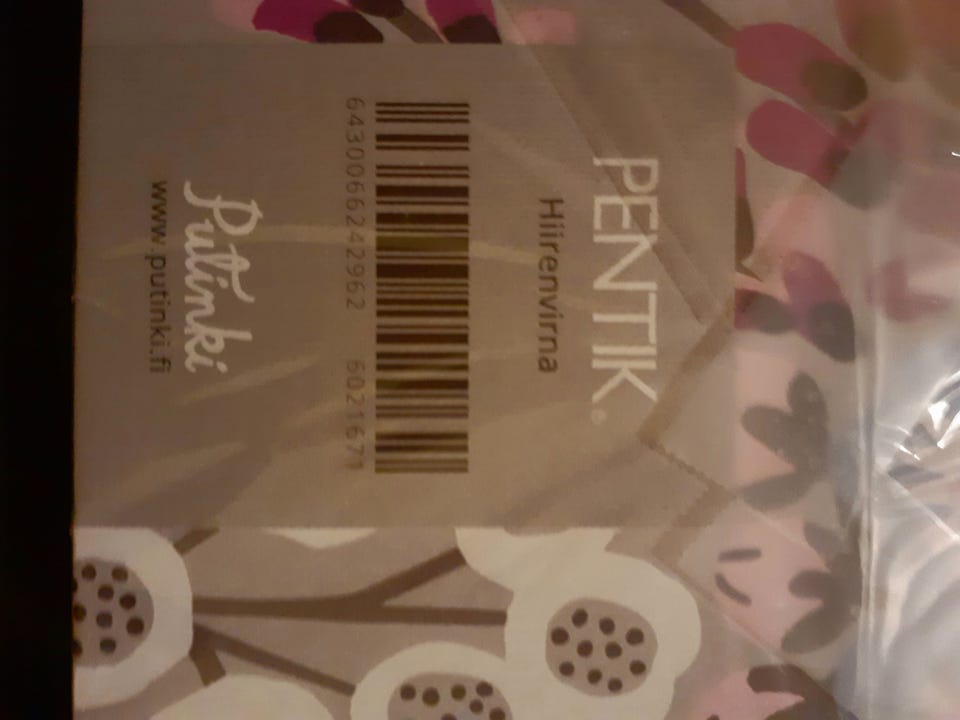 PENTIK®
Hiirenvirna
6430066242962 6021671
Putinki
www.putinki.fi